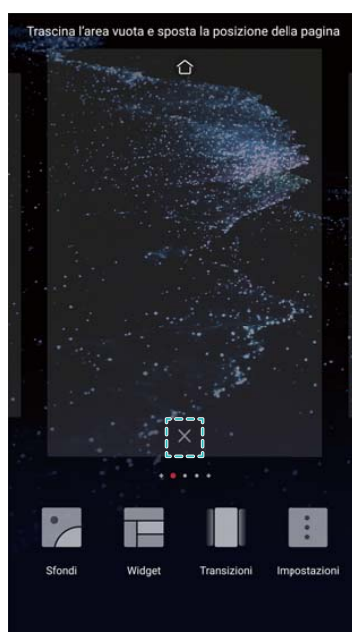 Trascina l'area vuota e sposta la posizione della pagina
Sfondi Widget Transizioni Impostazioni